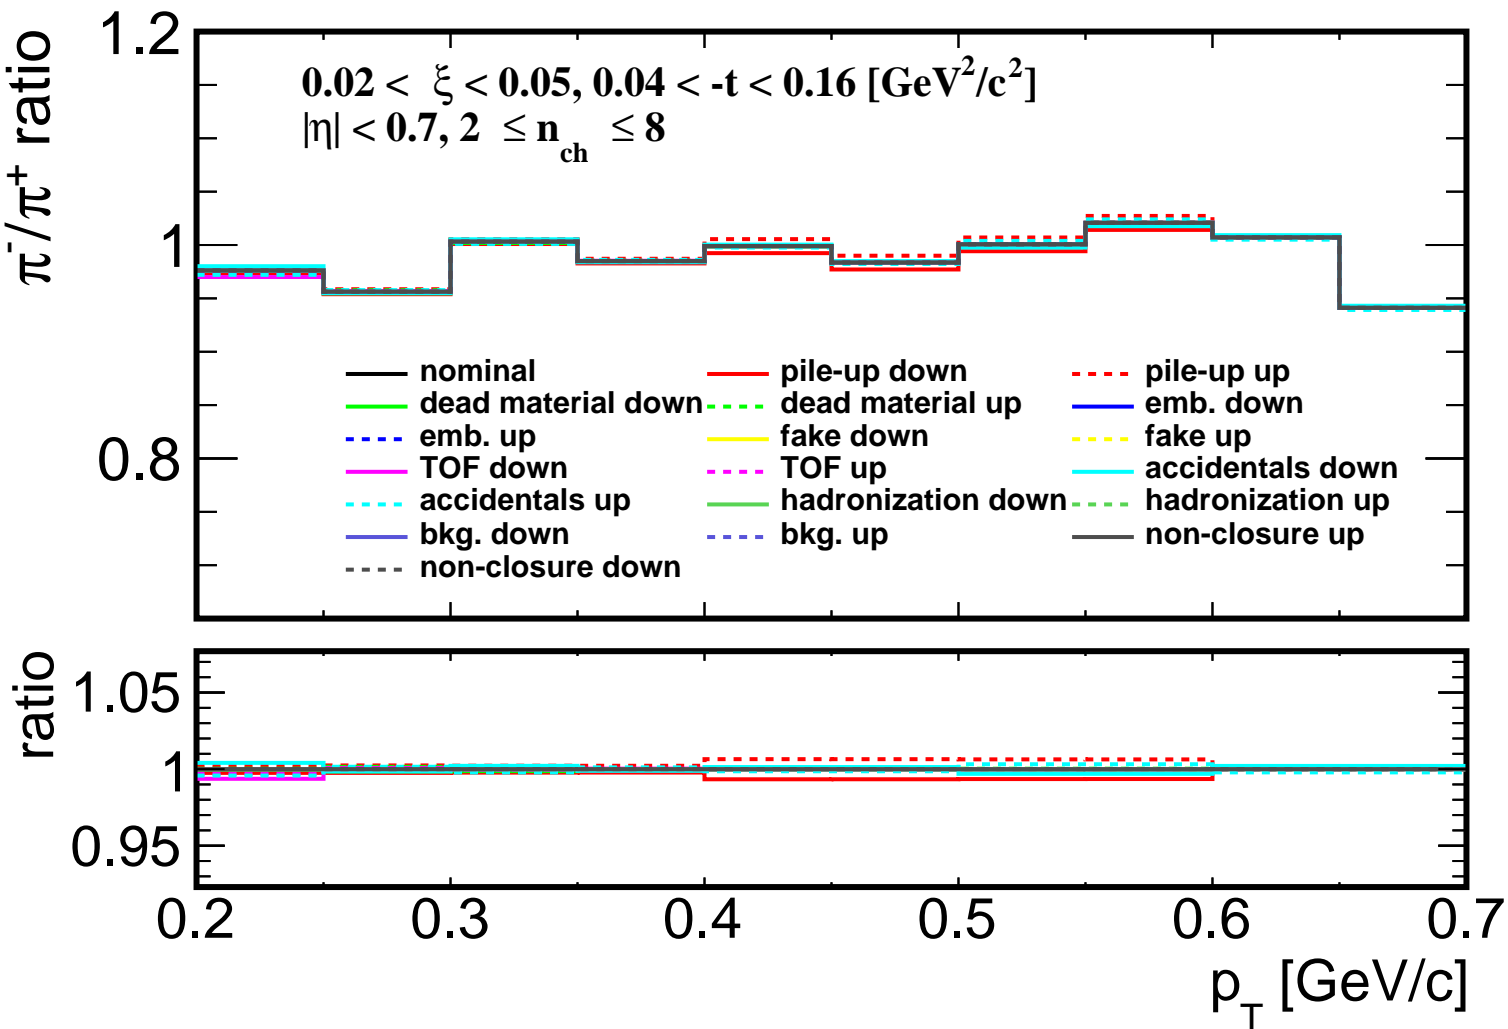 1.2
0.02 < ξ < 0.05, 0.04 < -t < 0.16 [GeV²/c²]
|η| < 0.7, 2 ≤ n_ch ≤ 8
π⁻/π⁺ ratio
1
nominal pile-up down pile-up up
dead material down dead material up emb. down
emb. up fake down fake up
0.8
TOF down TOF up accidentals down
accidentals up hadronization down hadronization up
bkg. down bkg. up non-closure up
non-closure down
ratio
1.05
1
0.95
0.2 0.3 0.4 0.5 0.6 0.7
p_T [GeV/c]